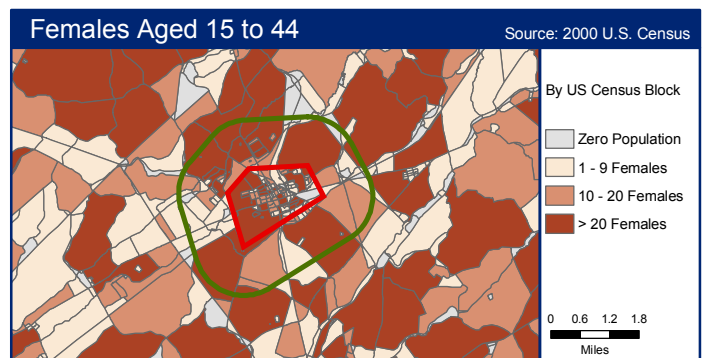 Females Aged 15 to 44
Source: 2000 U.S. Census
By US Census Block
Zero Population
1 - 9 Females
10 - 20 Females
> 20 Females
0 0.6 1.2 1.8
Miles